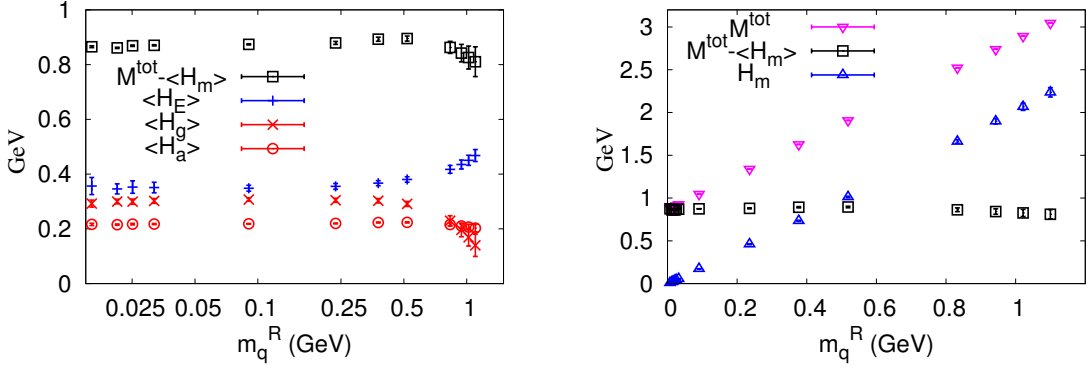 1
0.8
0.6
0.4
0.2
0
GeV
M^tot-<H_m>
<H_E>
<H_g>
<H_a>
0.025 0.05 0.1 0.25 0.5 1
m_q^R (GeV)
3
2.5
2
1.5
1
0.5
0
GeV
M^tot
M^tot-<H_m>
H_m
0 0.2 0.4 0.6 0.8 1
m_q^R (GeV)